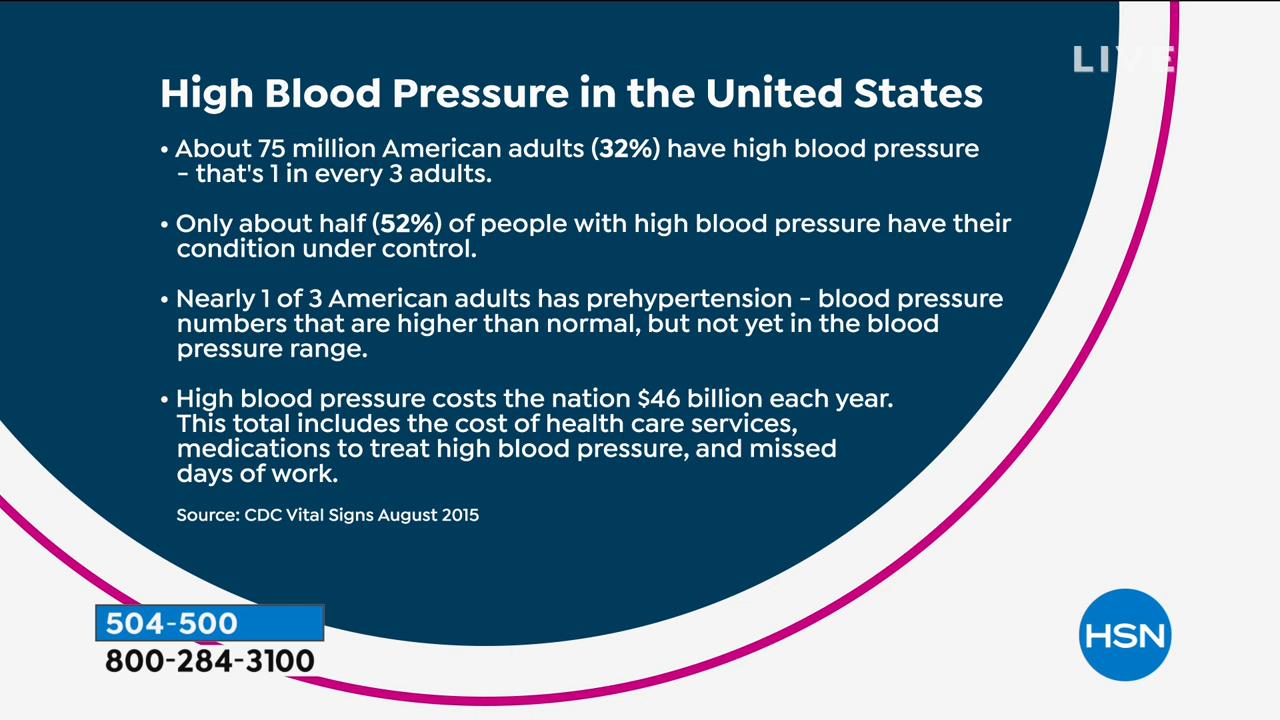 LIVE
High Blood Pressure in the United States
• About 75 million American adults (32%) have high blood pressure
- that's 1 in every 3 adults.
• Only about half (52%) of people with high blood pressure have their
condition under control.
• Nearly 1 of 3 American adults has prehypertension - blood pressure
numbers that are higher than normal, but not yet in the blood
pressure range.
• High blood pressure costs the nation $46 billion each year.
This total includes the cost of health care services,
medications to treat high blood pressure, and missed
days of work.
Source: CDC Vital Signs August 2015
504-500
800-284-3100
HSN